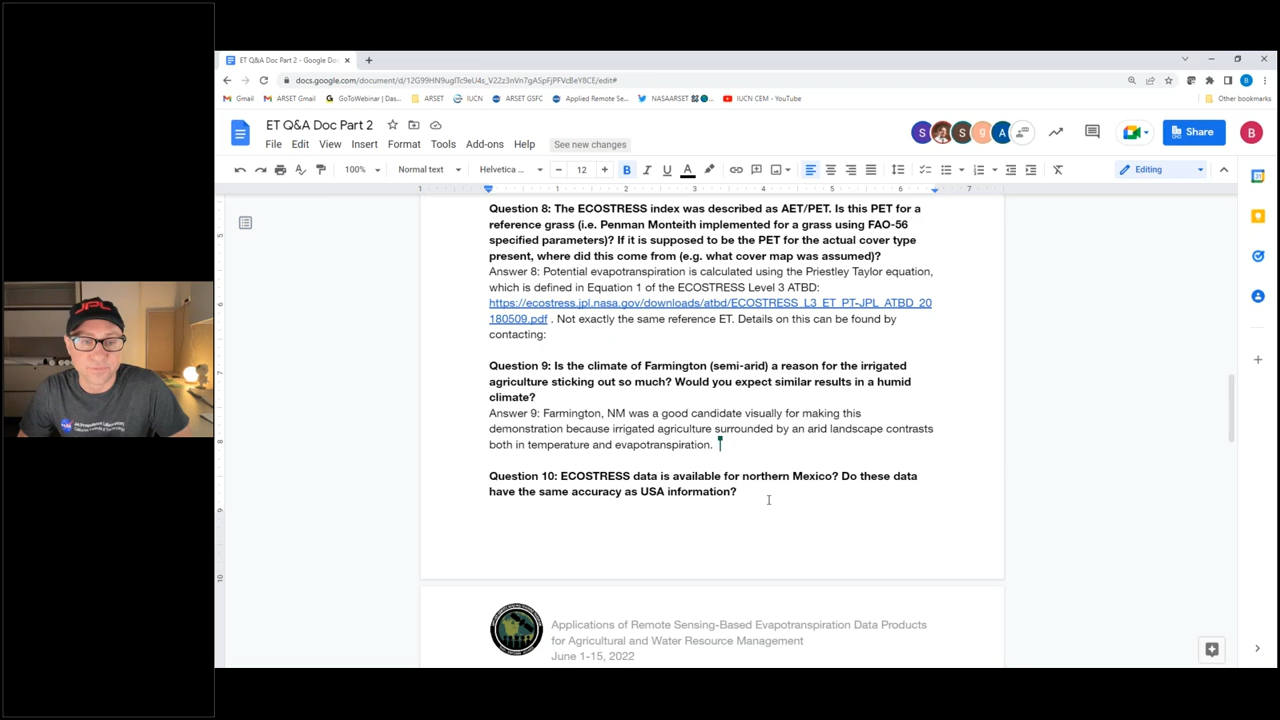 ET Q&A Doc Part 2 - Google Do
docs.google.com/document/d/12G99HN9uglTc9eU4s_V22z3nVn7gASpFjPFVcBeY8CE/edit#
Gmail ARSET Gmail GoToWebinar | Das... ARSET IUCN ARSET GSFC Applied Remote Se... NASAARSET IUCN CEM - YouTube Other bookmarks
ET Q&A Doc Part 2
File Edit View Insert Format Tools Add-ons Help See new changes
S S g A Share B
100% Normal text Helvetica ... 12 B I U A Editing
1 1 2 3 4 5 6 7
Question 8: The ECOSTRESS index was described as AET/PET. Is this PET for a
reference grass (i.e. Penman Monteith implemented for a grass using FAO-56
specified parameters)? If it is supposed to be the PET for the actual cover type
present, where did this come from (e.g. what cover map was assumed)?
Answer 8: Potential evapotranspiration is calculated using the Priestley Taylor equation,
which is defined in Equation 1 of the ECOSTRESS Level 3 ATBD:
https://ecostress.jpl.nasa.gov/downloads/atbd/ECOSTRESS_L3_ET_PT-JPL_ATBD_20
180509.pdf . Not exactly the same reference ET. Details on this can be found by
contacting:
Question 9: Is the climate of Farmington (semi-arid) a reason for the irrigated
agriculture sticking out so much? Would you expect similar results in a humid
climate?
Answer 9: Farmington, NM was a good candidate visually for making this
demonstration because irrigated agriculture surrounded by an arid landscape contrasts
both in temperature and evapotranspiration.
Question 10: ECOSTRESS data is available for northern Mexico? Do these data
have the same accuracy as USA information?
Applications of Remote Sensing-Based Evapotranspiration Data Products
for Agricultural and Water Resource Management
June 1-15, 2022
JPL